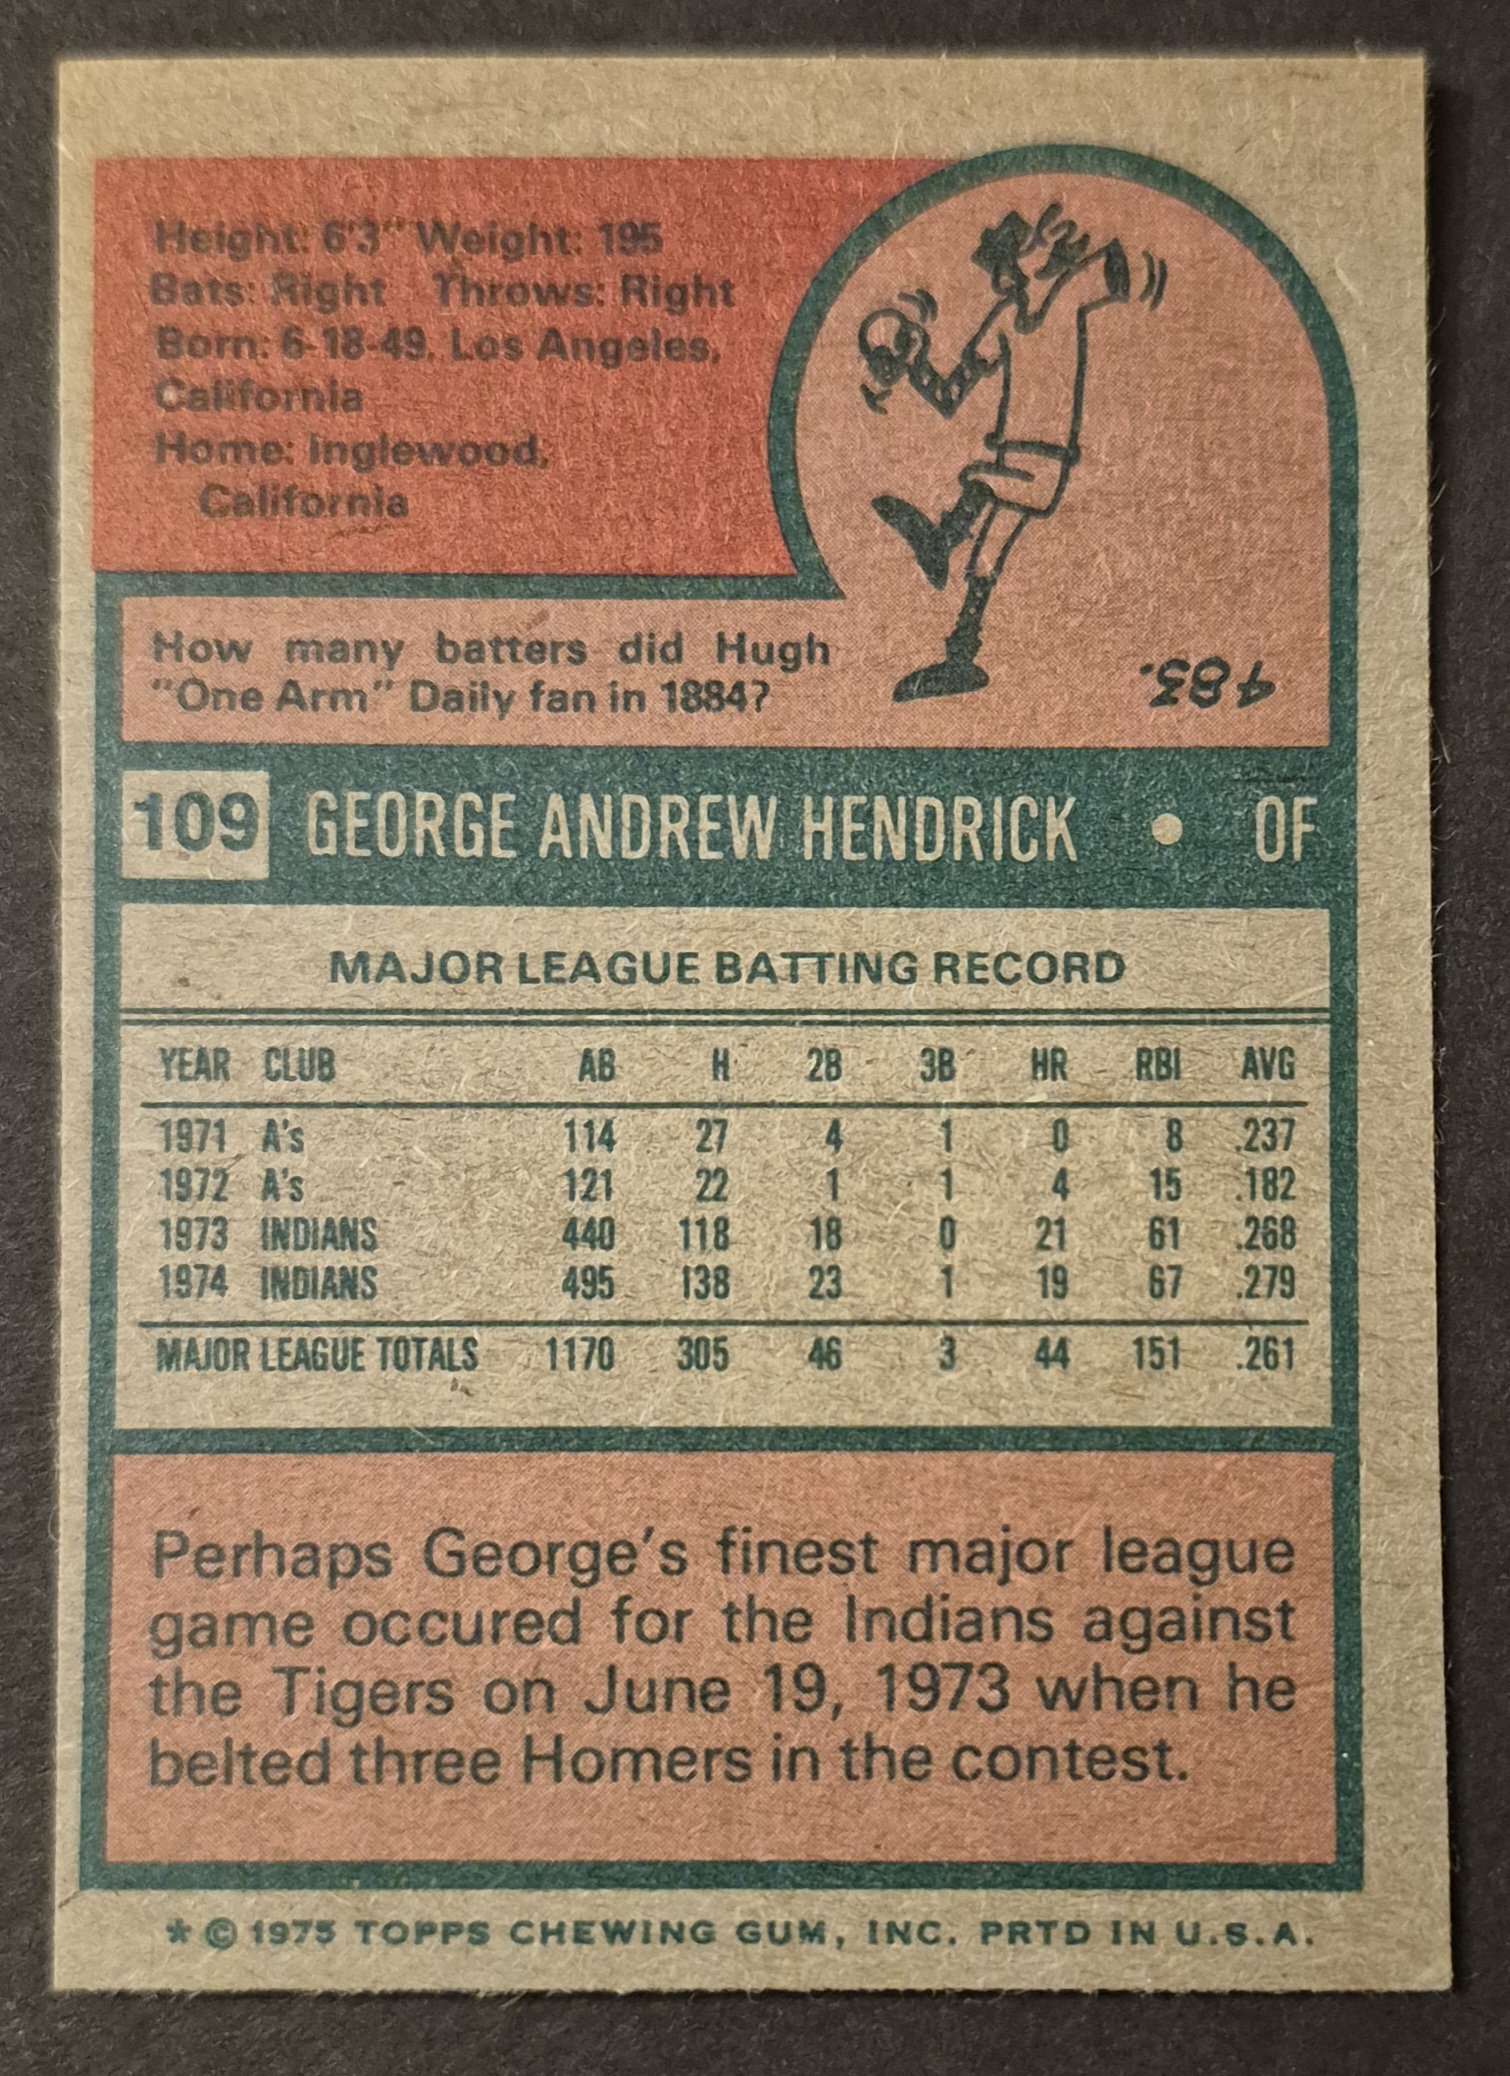 Height: 6'3" Weight: 195
Bats: Right Throws: Right
Born: 6-18-49, Los Angeles,
California
Home: Inglewood,
California
How many batters did Hugh
"One Arm" Daily fan in 1884?
483.
109 GEORGE ANDREW HENDRICK • OF
MAJOR LEAGUE BATTING RECORD
YEAR CLUB AB H 2B 3B HR RBI AVG
1971 A's 114 27 4 1 0 8 .237
1972 A's 121 22 1 1 4 15 .182
1973 INDIANS 440 118 18 0 21 61 .268
1974 INDIANS 495 138 23 1 19 67 .279
MAJOR LEAGUE TOTALS 1170 305 46 3 44 151 .261
Perhaps George's finest major league
game occured for the Indians against
the Tigers on June 19, 1973 when he
belted three Homers in the contest.
* © 1975 TOPPS CHEWING GUM, INC. PRTD IN U.S.A.